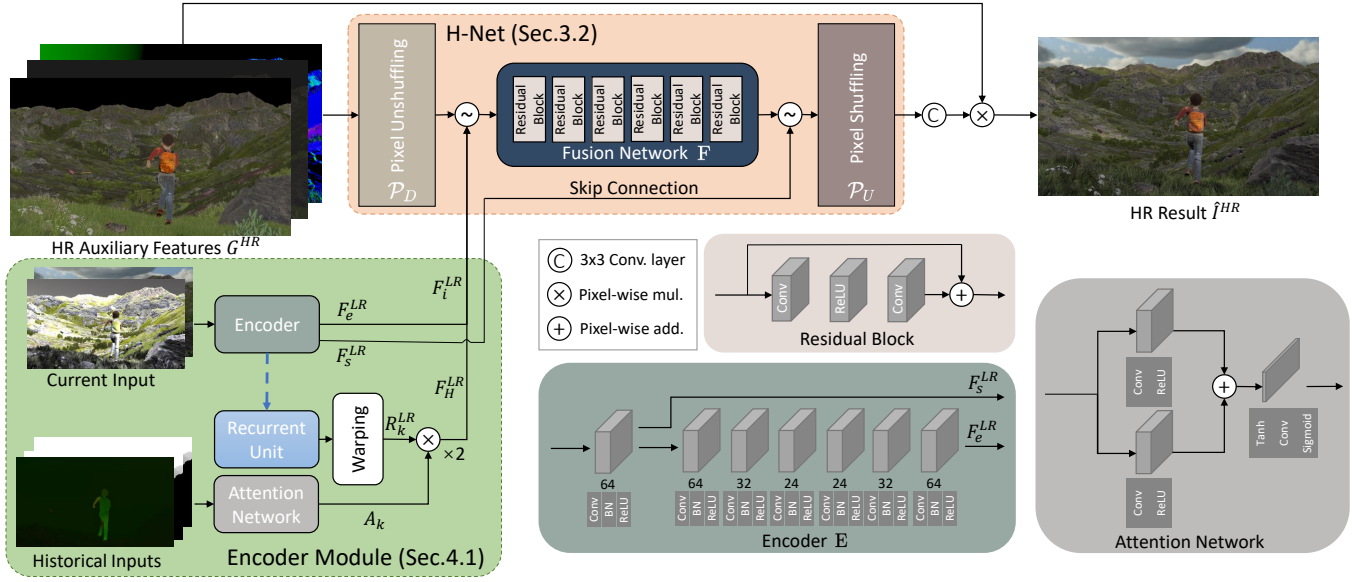 H-Net (Sec.3.2)
Pixel Unshuffling
𝒫_D
Residual Block
Residual Block
Residual Block
Residual Block
Residual Block
Residual Block
Fusion Network F
Skip Connection
~
~
Pixel Shuffling
𝒫_U
C
×
HR Auxiliary Features G^{HR}
HR Result Î^{HR}
Encoder
F_e^{LR}
F_s^{LR}
F_i^{LR}
F_H^{LR}
Current Input
Recurrent Unit
Warping
R_k^{LR}
×
×2
Attention Network
A_k
Historical Inputs
Encoder Module (Sec.4.1)
C 3x3 Conv. layer
× Pixel-wise mul.
+ Pixel-wise add.
Conv
ReLU
Conv
+
Residual Block
F_s^{LR}
F_e^{LR}
64
64
32
24
24
32
64
Conv BN ReLU
Conv BN ReLU
Conv BN ReLU
Conv BN ReLU
Conv BN ReLU
Conv BN ReLU
Conv BN ReLU
Encoder E
Conv ReLU
+
Tanh Conv Sigmoid
Conv ReLU
Attention Network